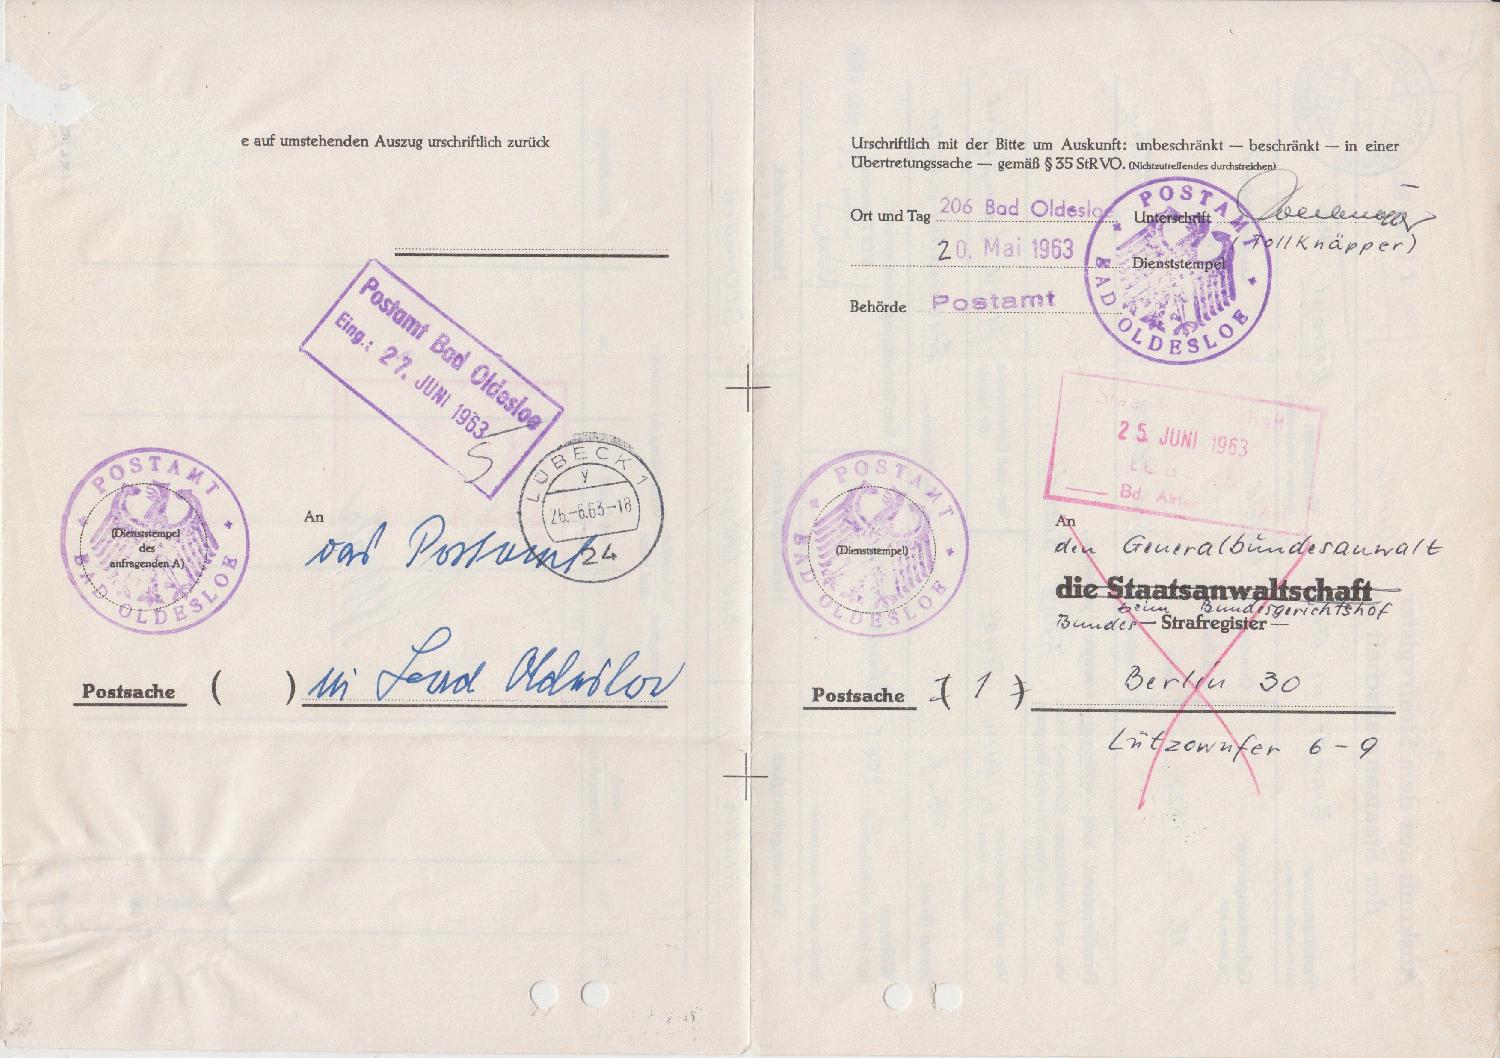 e auf umstehenden Auszug urschriftlich zurück
Postamt Bad Oldesloe
Eing.: 27. JUNI 1963
LÜBECK 1
y
26.-6.63-18
24
POSTAMT
BAD OLDESLOE
(Dienststempel
des
anfragenden A)
An
das Postamt
Postsache ( ) in Bad Oldesloe
Urschriftlich mit der Bitte um Auskunft: unbeschränkt — beschränkt — in einer
Übertretungssache — gemäß § 35 StRVO. (Nichtzutreffendes durchstreichen)
Ort und Tag 206 Bad Oldesloe Unterschrift
(Tollknäpper)
20. Mai 1963 Dienststempel
Behörde Postamt
POSTAMT
BAD OLDESLOE
25. JUNI 1963
POSTAMT
BAD OLDESLOE
(Dienststempel)
An
den Generalbundesanwalt
die Staatsanwaltschaft
beim Bundesgerichtshof
Bundes — Strafregister —
Postsache ( 1 ) Berlin 30
Lützowufer 6-9